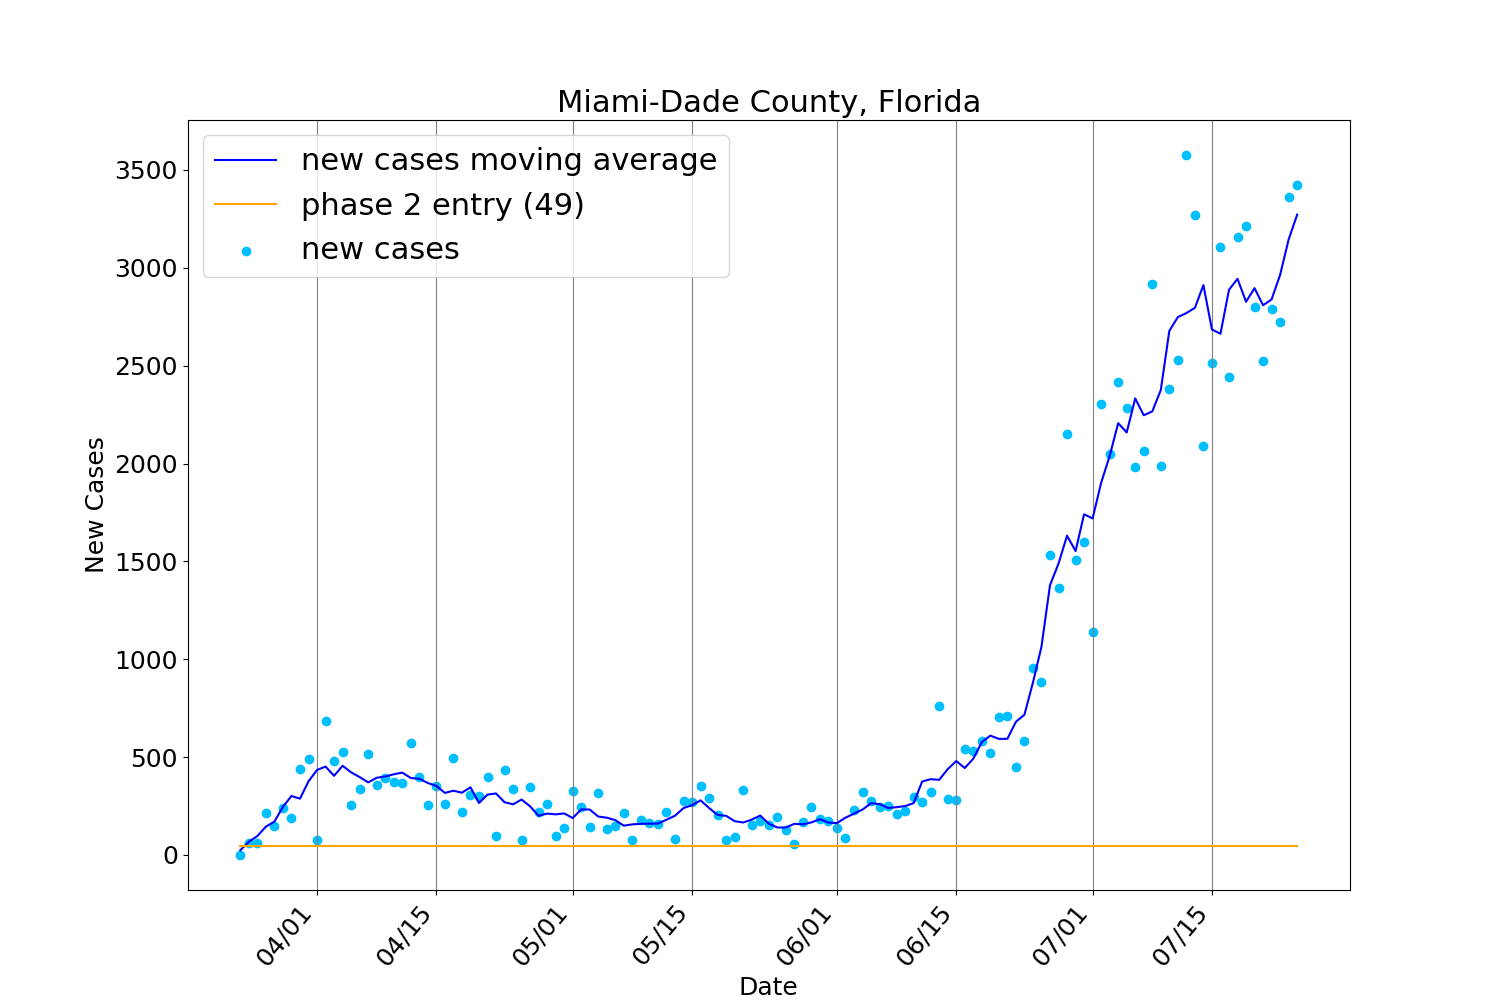 Miami-Dade County, Florida
new cases moving average
phase 2 entry (49)
new cases
New Cases
3500
3000
2500
2000
1500
1000
500
0
04/01
04/15
05/01
05/15
06/01
06/15
07/01
07/15
Date